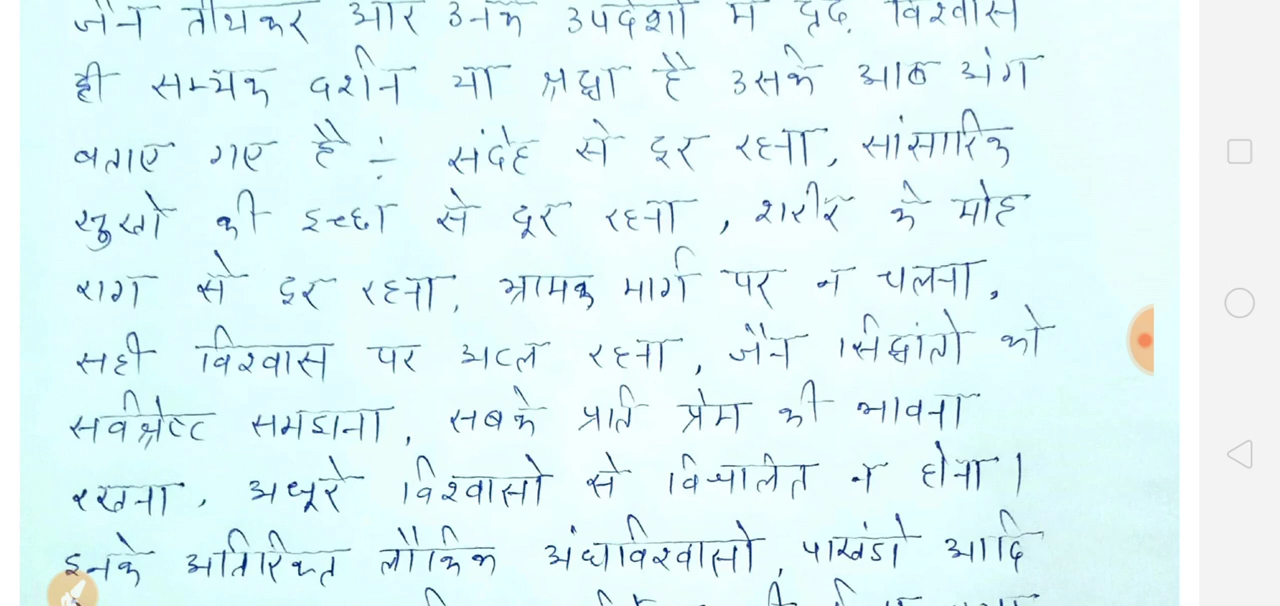 जैन तीर्थंकर और उनके उपदेशों में दृढ़ विश्वास
ही सम्यक दर्शन या श्रद्धा है उसके आठ अंग
बताए गए है ÷ संदेह से दूर रहना, सांसारिक
सुखो की इच्छा से दूर रहना, शरीर के मोह
राग से दूर रहना, भ्रामक मार्ग पर न चलना,
सही विश्वास पर अटल रहना, जैन सिद्धांतो को
सर्वश्रेष्ट समझना, सबके प्रति प्रेम की भावना
रखना, अधूरे विश्वासो से विचलित न होना।
इनके अतिरिक्त लौकिक अंधविश्वासो, पाखंडो आदि